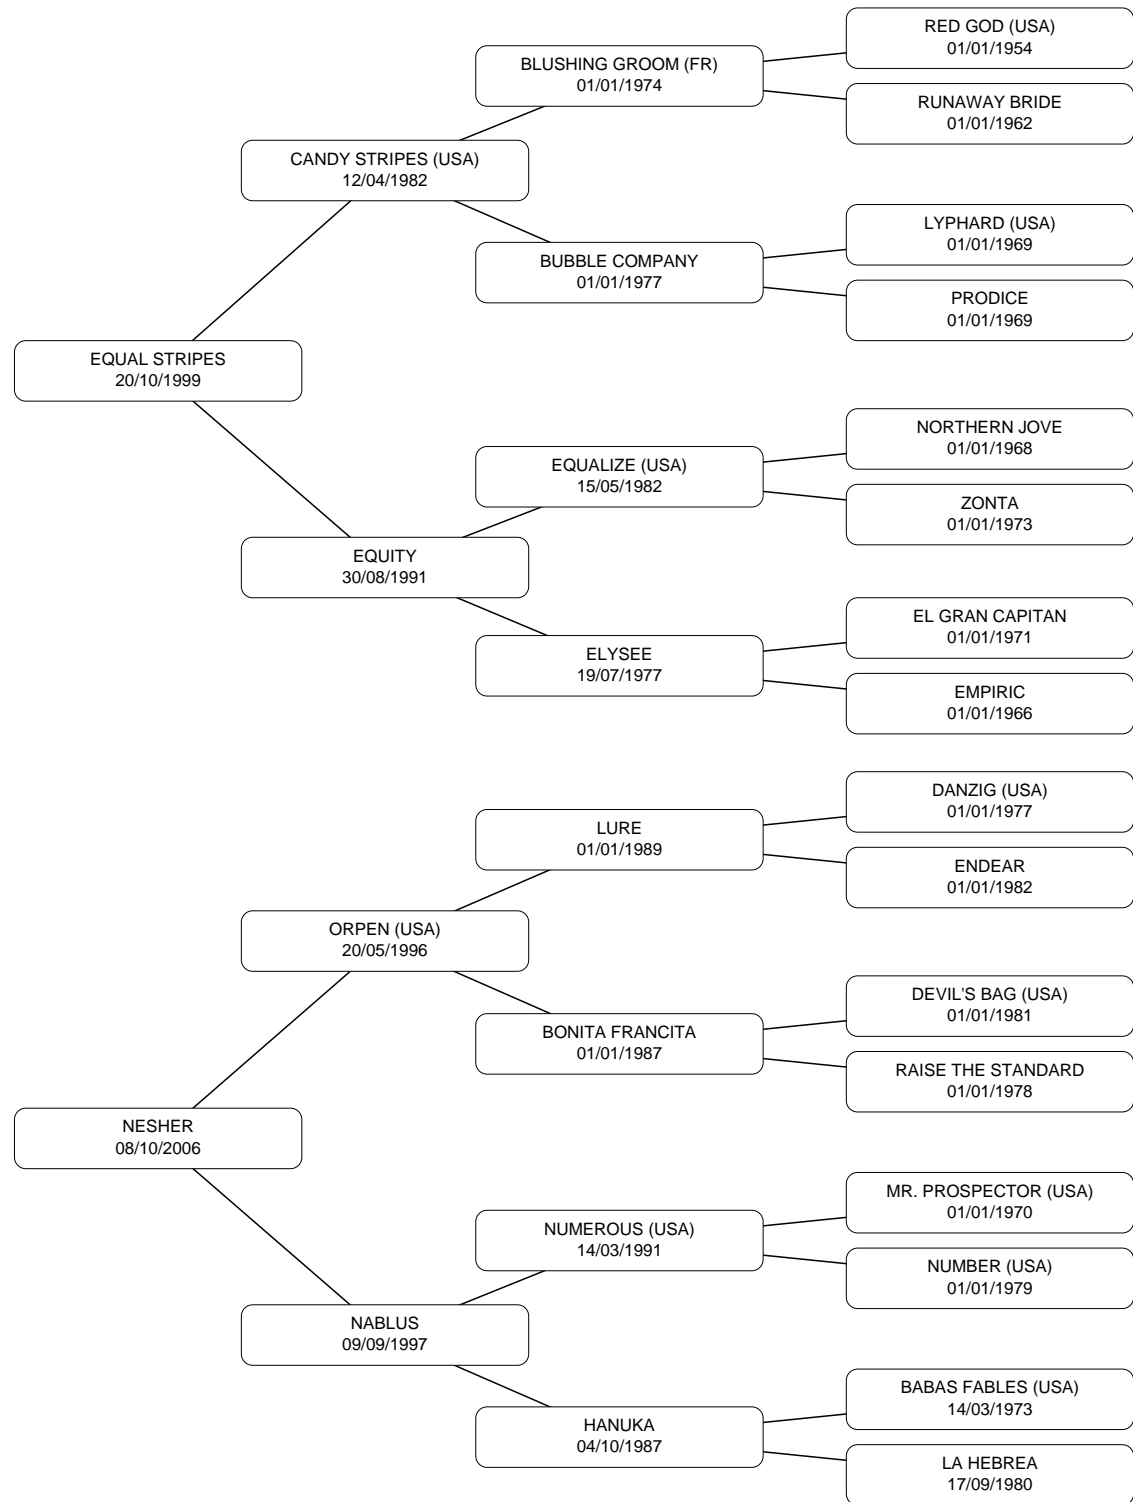 RED GOD (USA)
01/01/1954
BLUSHING GROOM (FR)
01/01/1974
RUNAWAY BRIDE
01/01/1962
CANDY STRIPES (USA)
12/04/1982
LYPHARD (USA)
01/01/1969
BUBBLE COMPANY
01/01/1977
PRODICE
01/01/1969
EQUAL STRIPES
20/10/1999
NORTHERN JOVE
01/01/1968
EQUALIZE (USA)
15/05/1982
ZONTA
01/01/1973
EQUITY
30/08/1991
EL GRAN CAPITAN
01/01/1971
ELYSEE
19/07/1977
EMPIRIC
01/01/1966
DANZIG (USA)
01/01/1977
LURE
01/01/1989
ENDEAR
01/01/1982
ORPEN (USA)
20/05/1996
DEVIL'S BAG (USA)
01/01/1981
BONITA FRANCITA
01/01/1987
RAISE THE STANDARD
01/01/1978
NESHER
08/10/2006
MR. PROSPECTOR (USA)
01/01/1970
NUMEROUS (USA)
14/03/1991
NUMBER (USA)
01/01/1979
NABLUS
09/09/1997
BABAS FABLES (USA)
14/03/1973
HANUKA
04/10/1987
LA HEBREA
17/09/1980